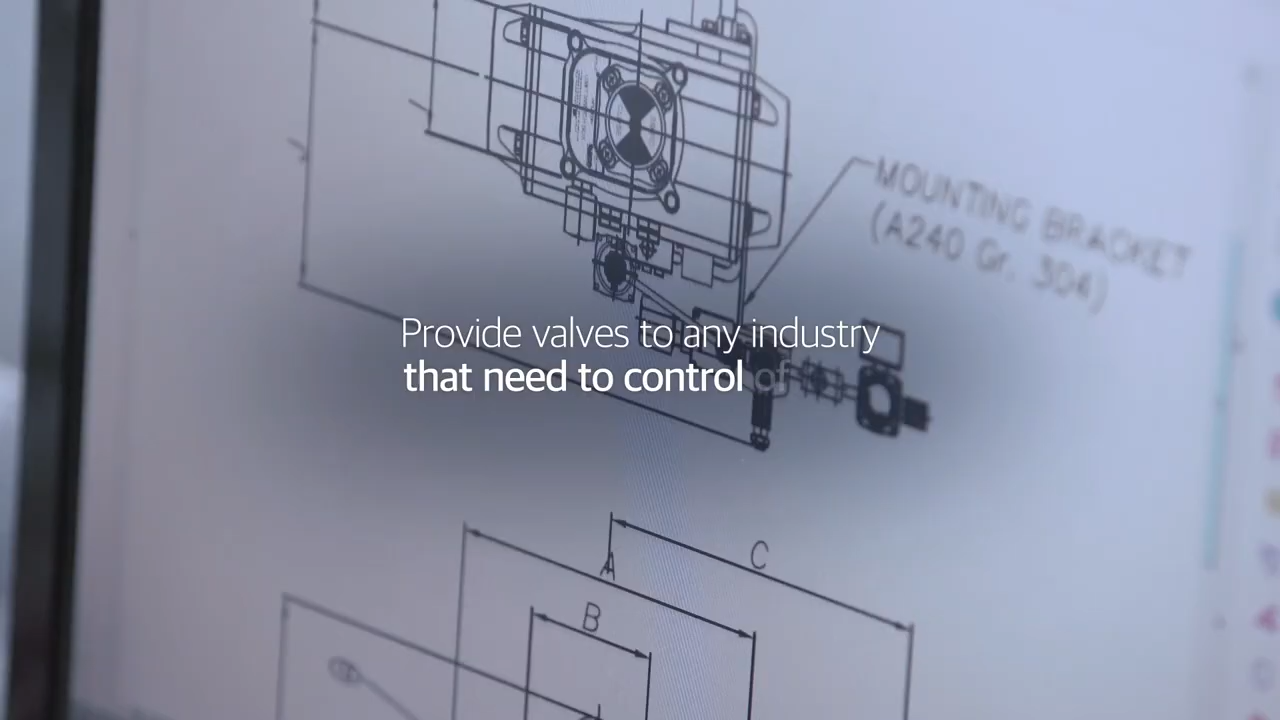 MOUNTING BRACKET
(A240 Gr. 304)
Provide valves to any industry
that need to control of
C
A
B